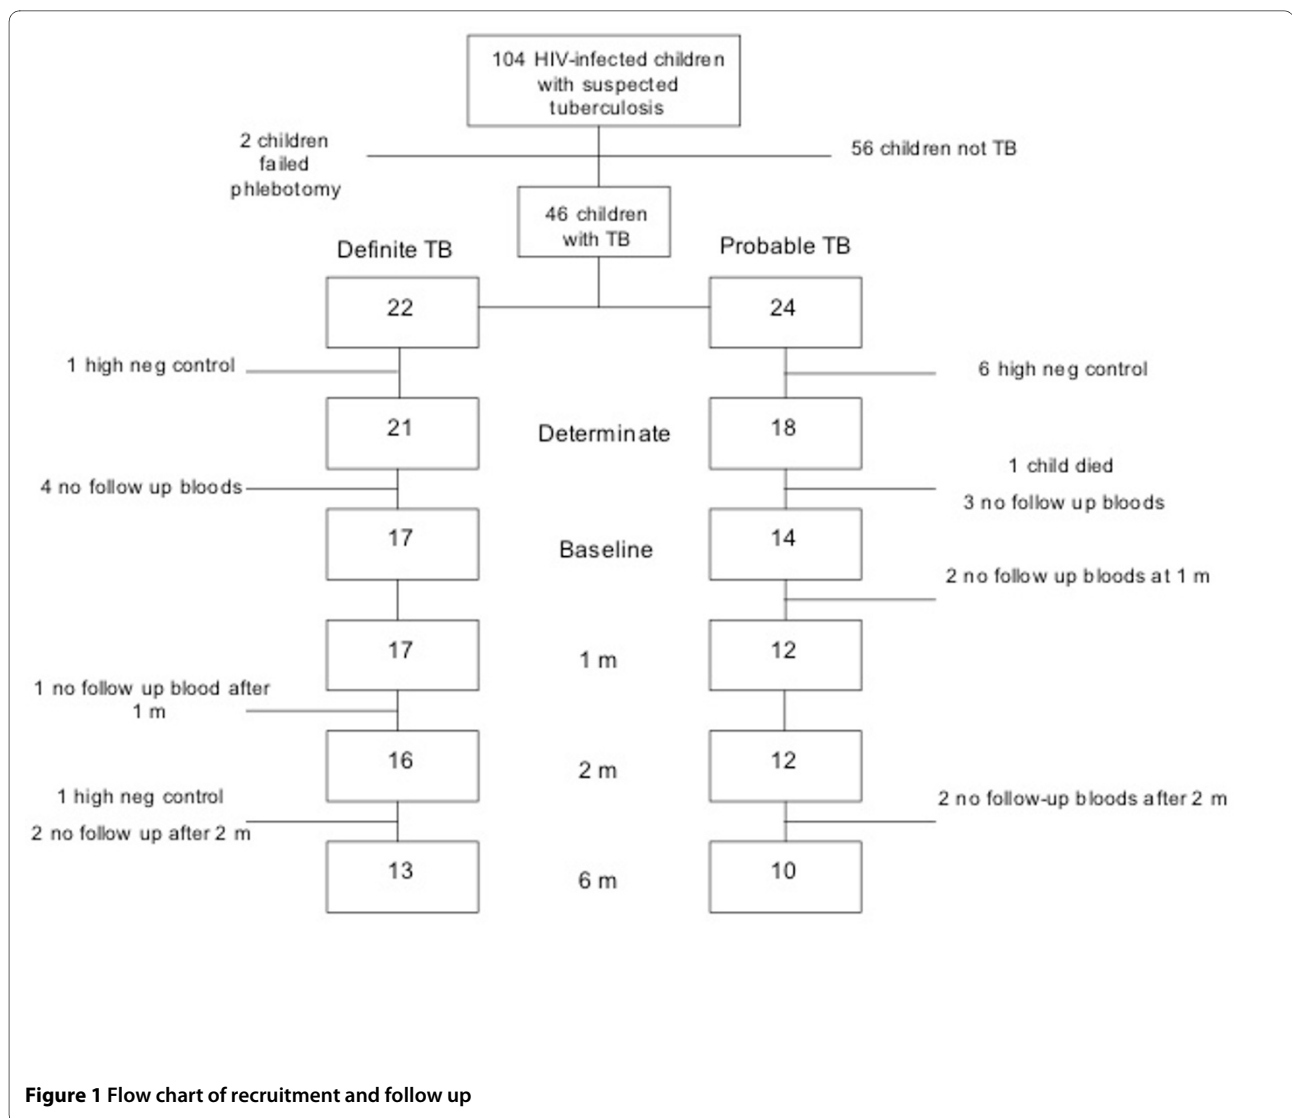 104 HIV-infected children
with suspected
tuberculosis
2 children
failed
phlebotomy
56 children not TB
46 children
with TB
Definite TB
Probable TB
22
24
1 high neg control
6 high neg control
21
Determinate
18
4 no follow up bloods
1 child died
3 no follow up bloods
17
Baseline
14
2 no follow up bloods at 1 m
17
1 m
12
1 no follow up blood after
1 m
16
2 m
12
1 high neg control
2 no follow up after 2 m
2 no follow-up bloods after 2 m
13
6 m
10
Figure 1 Flow chart of recruitment and follow up